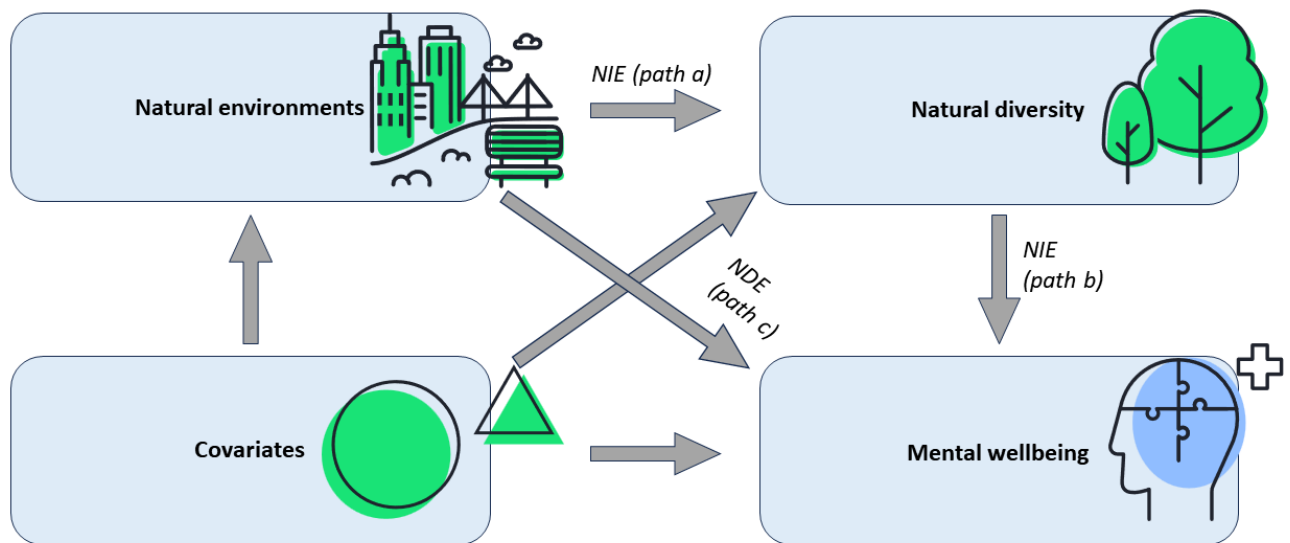 Natural environments
NIE (path a)
Natural diversity
NIE
(path b)
NDE
(path c)
Covariates
Mental wellbeing